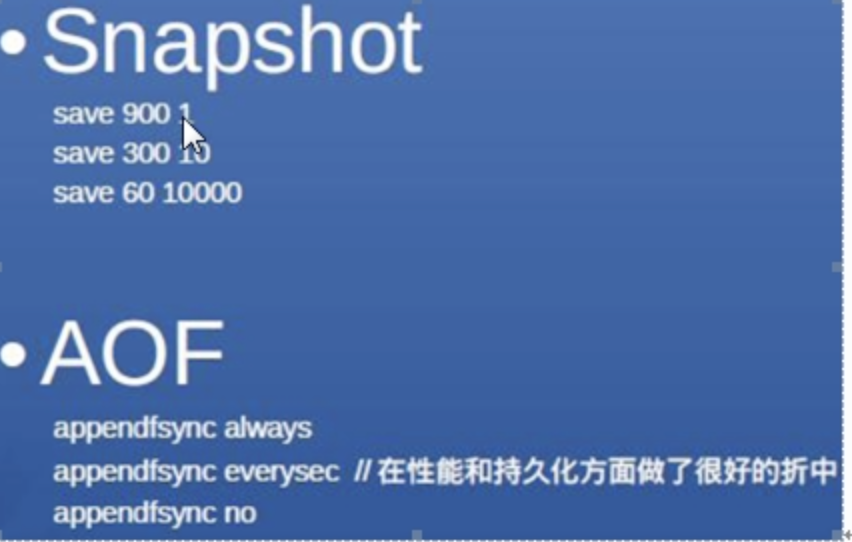 • Snapshot
save 900 1
save 300 10
save 60 10000
• AOF
appendfsync always
appendfsync everysec // 在性能和持久化方面做了很好的折中
appendfsync no